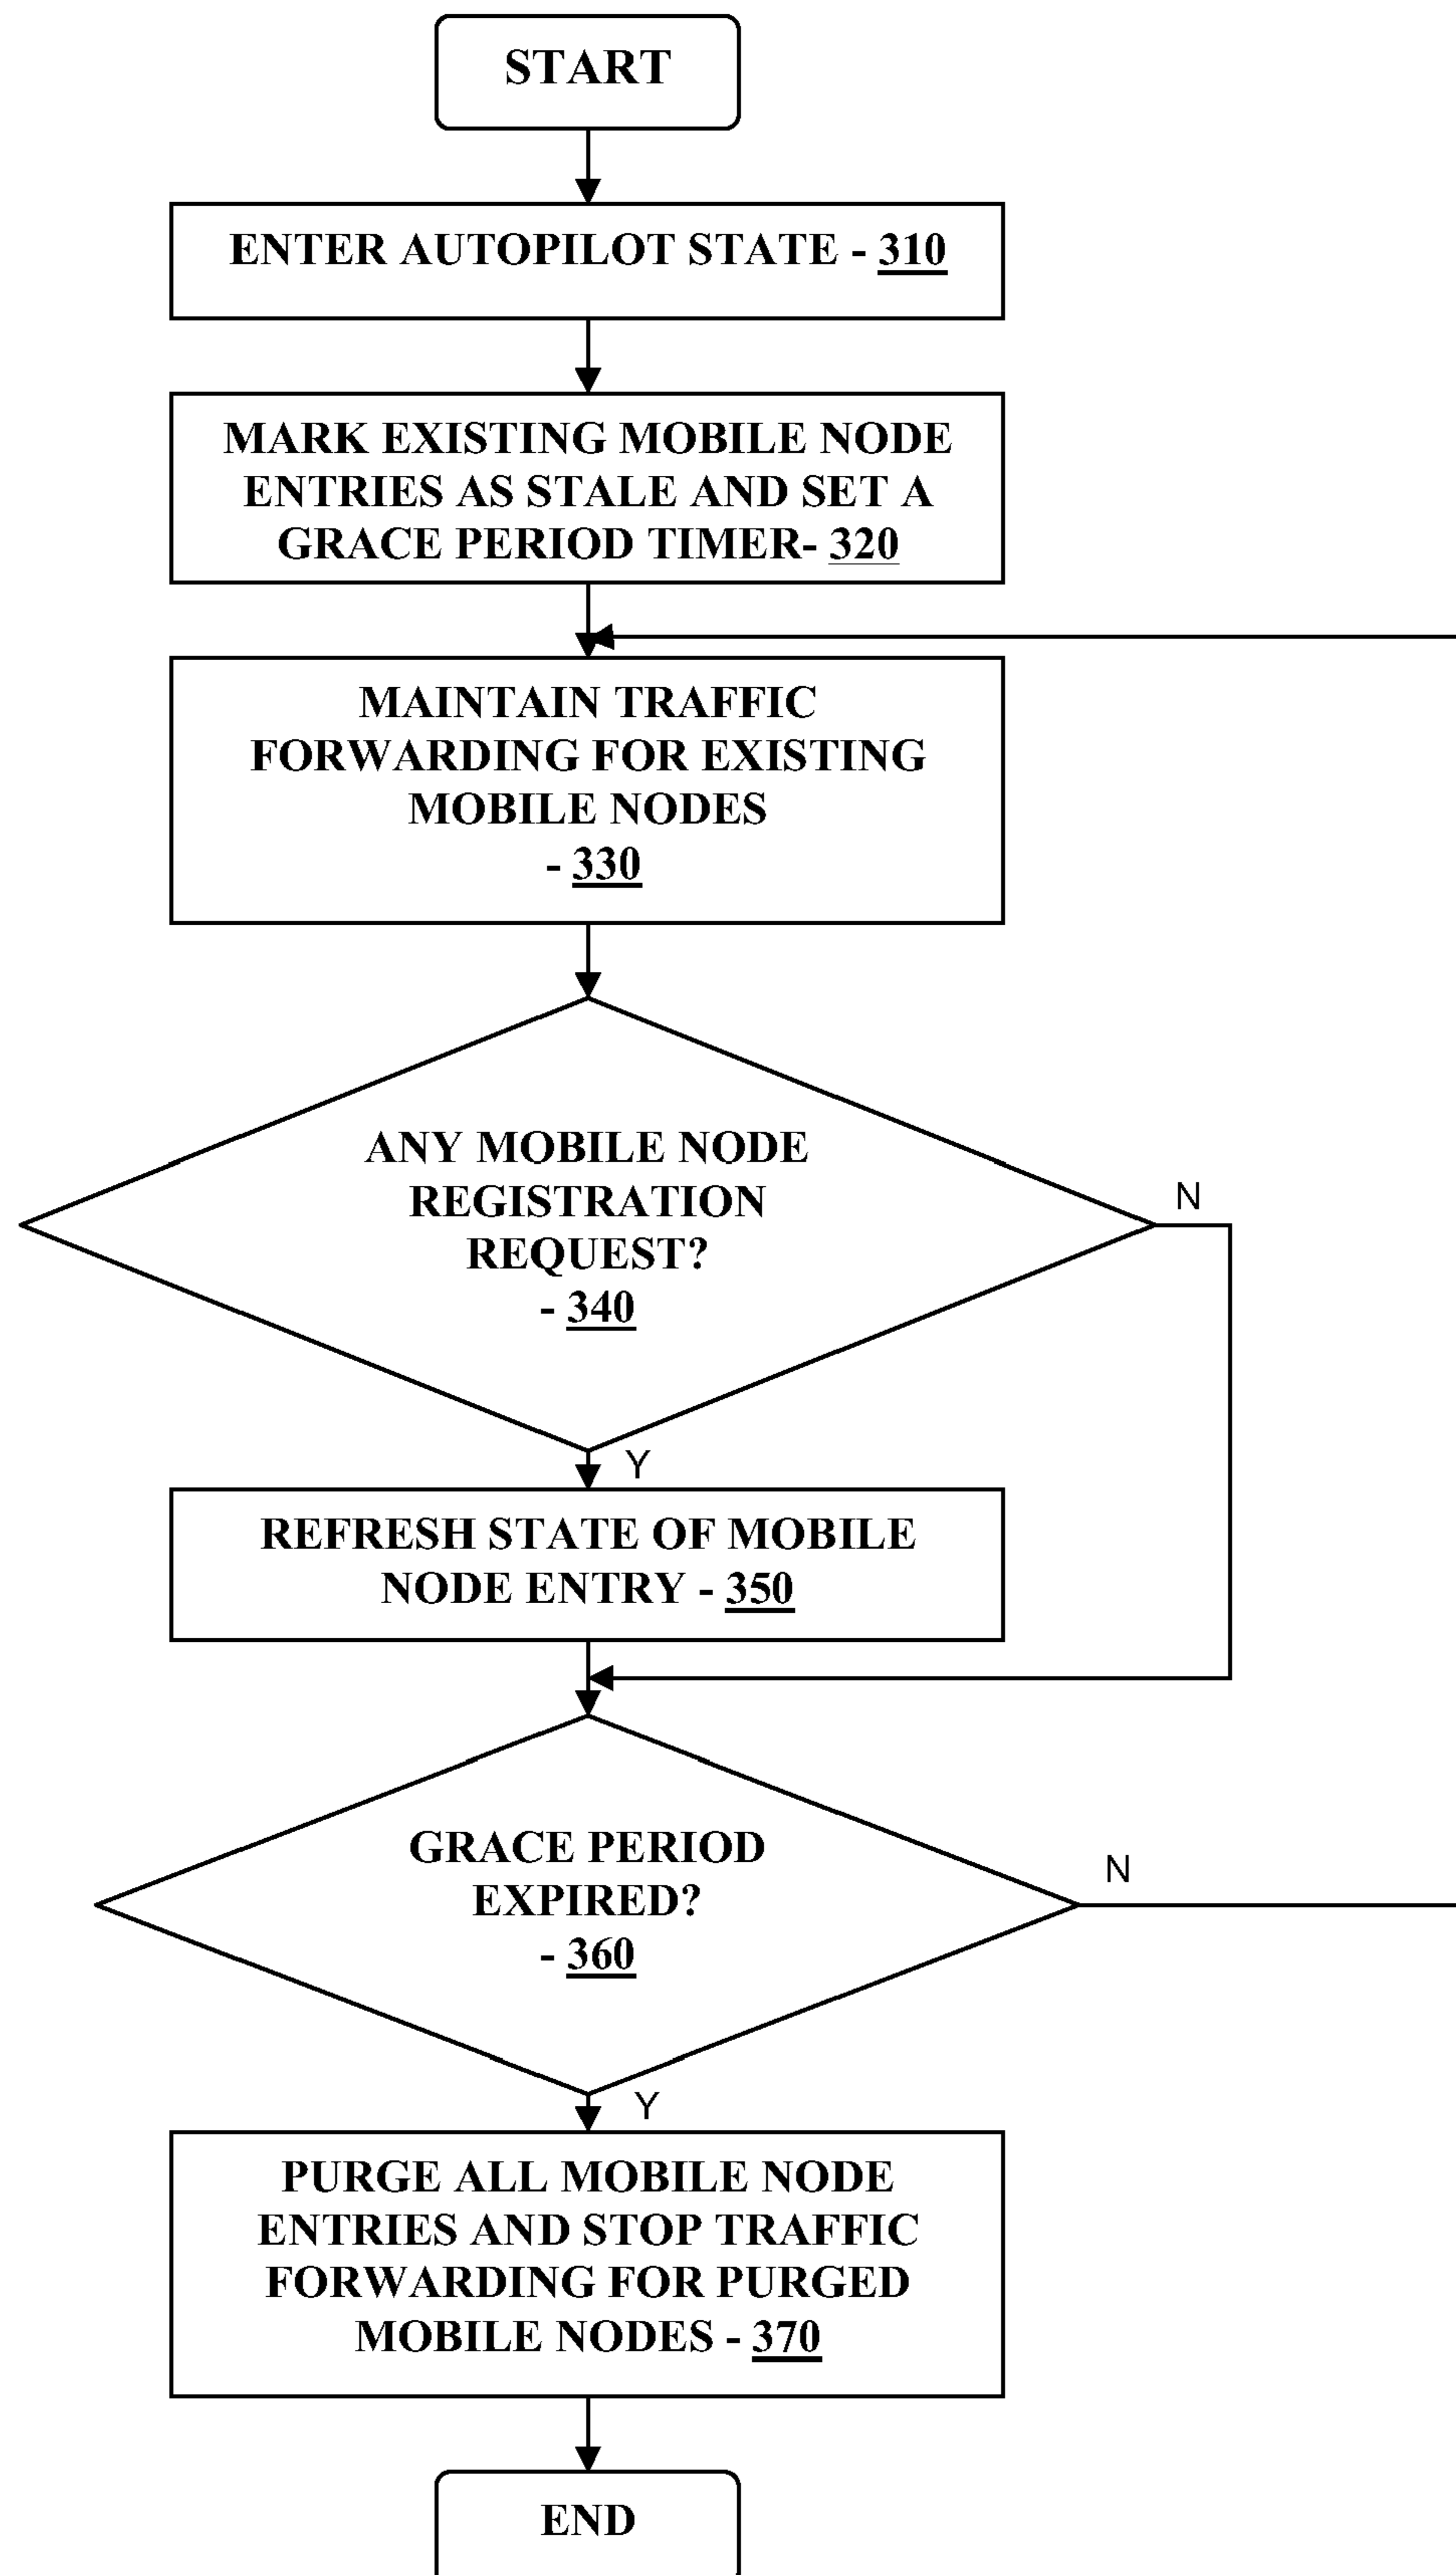 START
ENTER AUTOPILOT STATE - 310
MARK EXISTING MOBILE NODE
ENTRIES AS STALE AND SET A
GRACE PERIOD TIMER- 320
MAINTAIN TRAFFIC
FORWARDING FOR EXISTING
MOBILE NODES
- 330
ANY MOBILE NODE
REGISTRATION
REQUEST?
- 340
N
Y
REFRESH STATE OF MOBILE
NODE ENTRY - 350
GRACE PERIOD
EXPIRED?
- 360
N
Y
PURGE ALL MOBILE NODE
ENTRIES AND STOP TRAFFIC
FORWARDING FOR PURGED
MOBILE NODES - 370
END